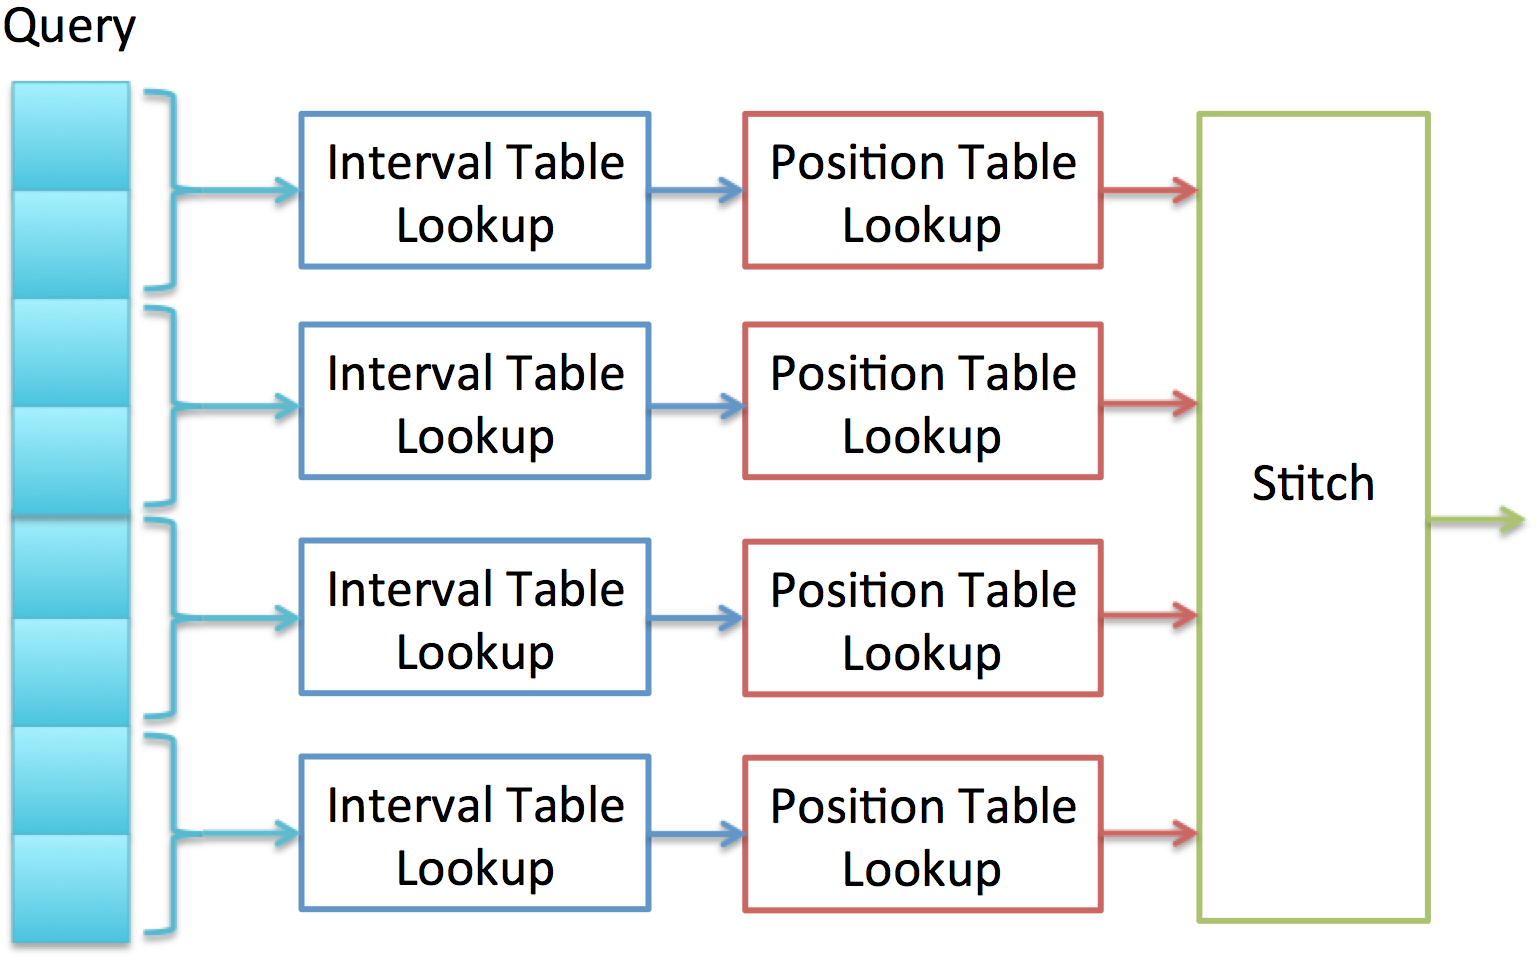 Query
Interval Table
Lookup
Position Table
Lookup
Interval Table
Lookup
Position Table
Lookup
Stitch
Interval Table
Lookup
Position Table
Lookup
Interval Table
Lookup
Position Table
Lookup